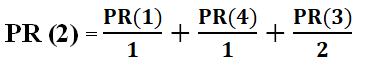 PR (2) = PR(1)/1 + PR(4)/1 + PR(3)/2